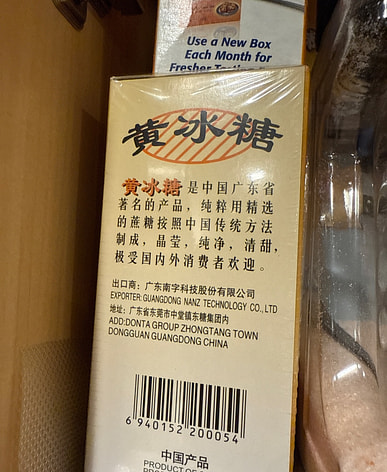 Use a New Box
Each Month for
Fresher
黄冰糖
黄冰糖是中国广东省
著名的产品，纯粹用精选
的蔗糖按照中国传统方法
制成，晶莹，纯净，清甜，
极受国内外消费者欢迎。
出口商：广东南字科技股份有限公司
EXPORTER:GUANGDONG NANZ TECHNOLOGY CO.,LTD
地址：广东省东莞市中堂镇东糖集团内
ADD:DONTA GROUP ZHONGTANG TOWN
DONGGUAN GUANGDONG CHINA
6 940152 200054
中国产品
PRODUCT OF